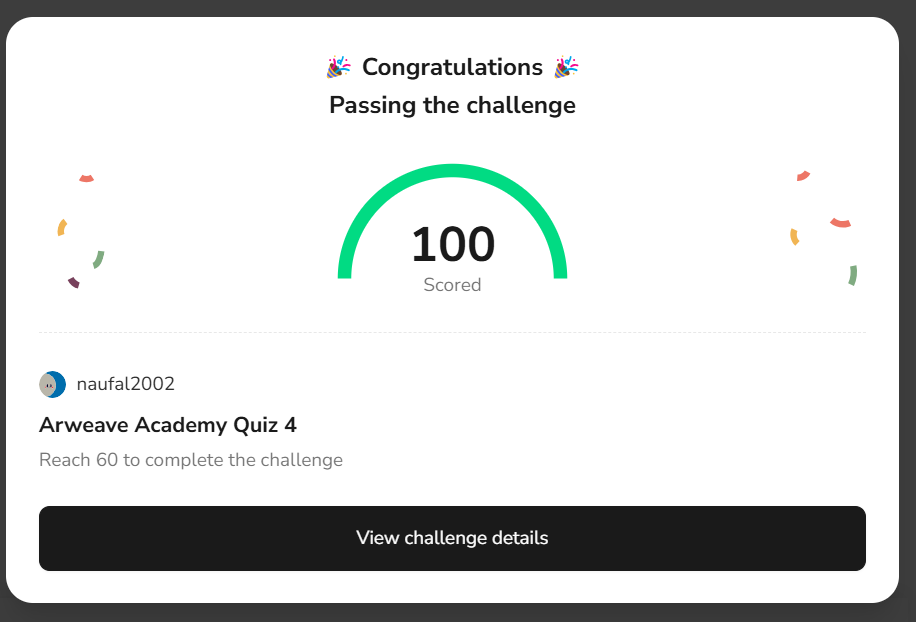 🎉 Congratulations 🎉
Passing the challenge
100
Scored
naufal2002
Arweave Academy Quiz 4
Reach 60 to complete the challenge
View challenge details